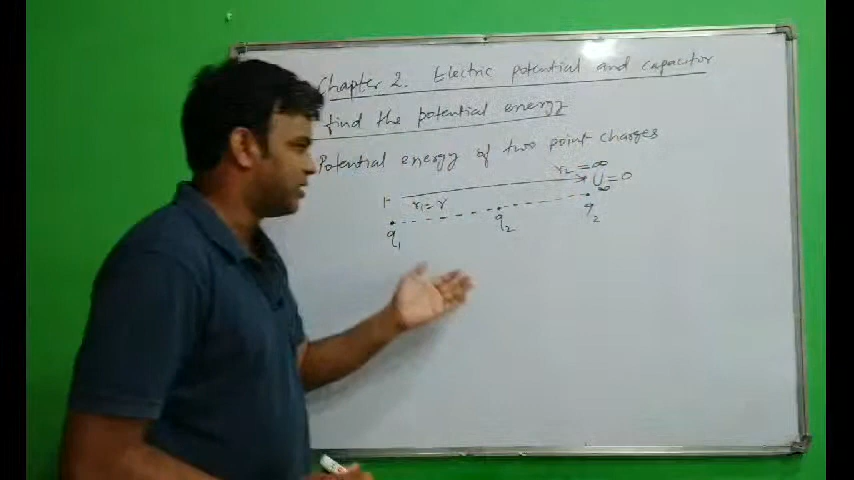 Chapter 2. Electric potential and capacitor
find the potential energy
Potential energy of two point charges
r₂ = ∞
U∞ = 0
r₁ = r
q₁ q₂ q₂